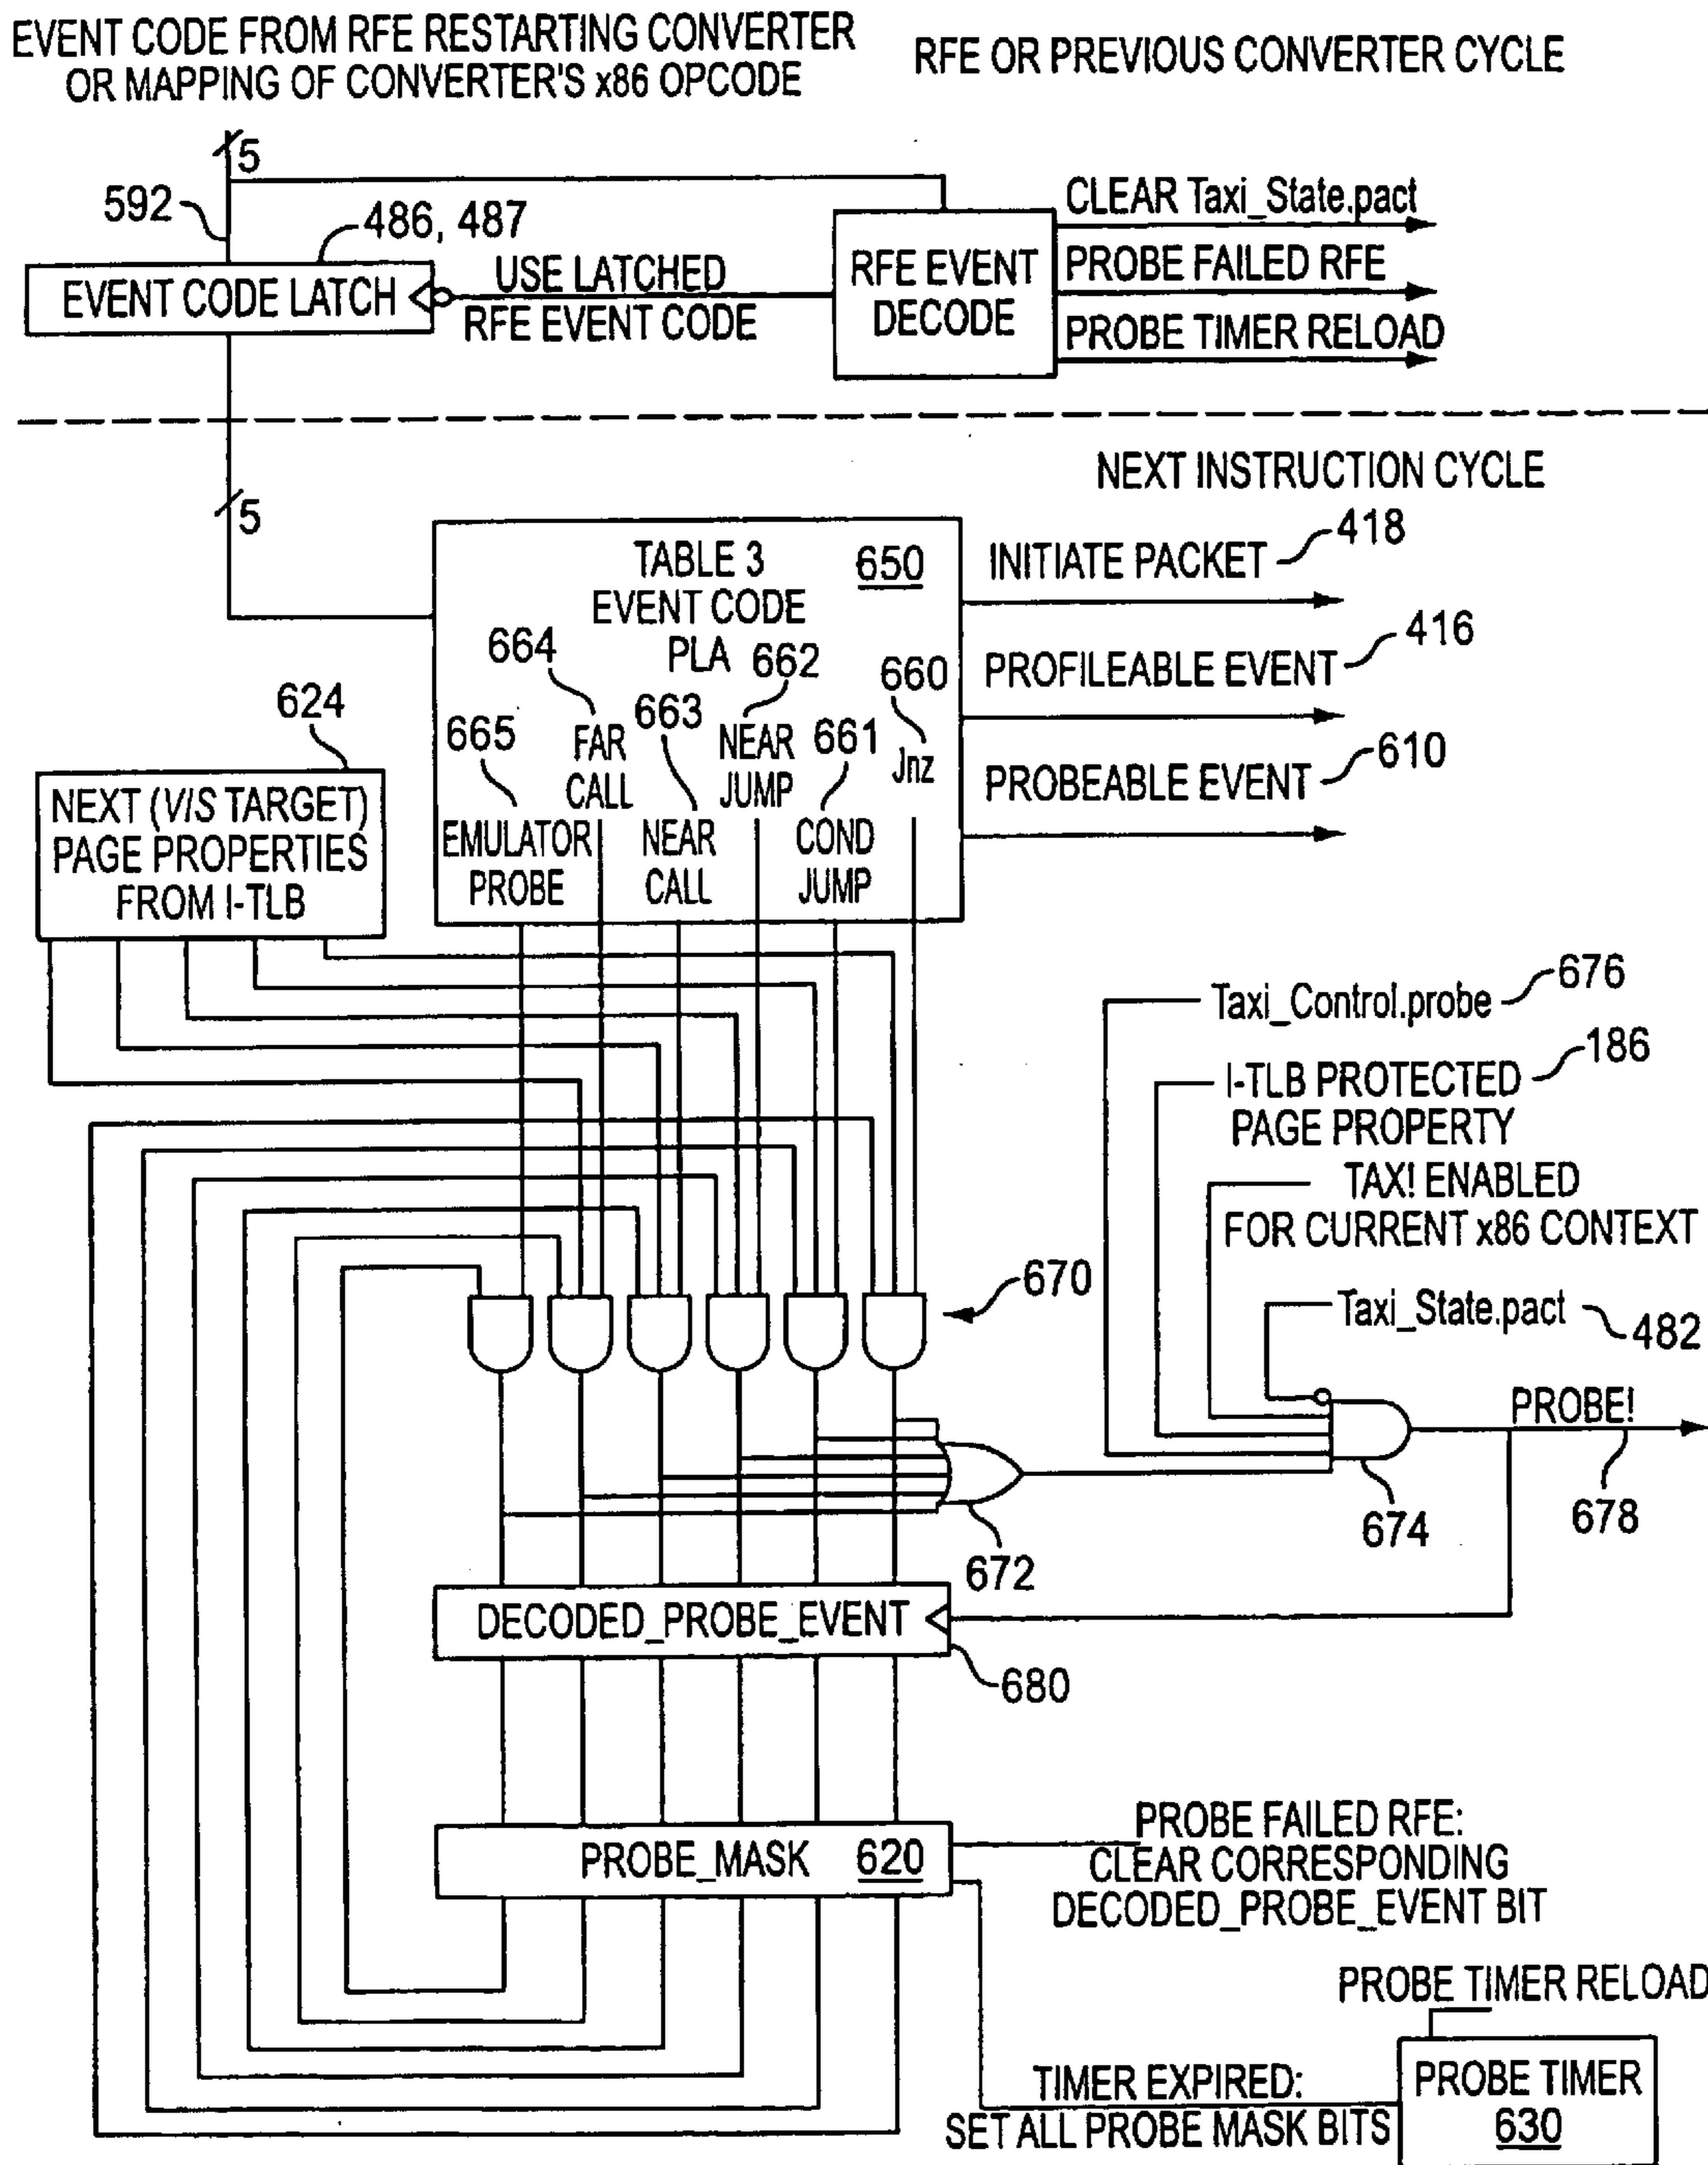 EVENT CODE FROM RFE RESTARTING CONVERTER
OR MAPPING OF CONVERTER'S x86 OPCODE
RFE OR PREVIOUS CONVERTER CYCLE
5
592
486, 487
EVENT CODE LATCH
USE LATCHED
RFE EVENT CODE
RFE EVENT
DECODE
CLEAR Taxi_State.pact
PROBE FAILED RFE
PROBE TIMER RELOAD
NEXT INSTRUCTION CYCLE
5
TABLE 3
EVENT CODE
PLA
650
INITIATE PACKET
418
PROFILEABLE EVENT
416
PROBEABLE EVENT
610
665
EMULATOR
PROBE
664
FAR
CALL
663
NEAR
CALL
662
NEAR
JUMP
661
COND
JUMP
660
Jnz
624
NEXT (V/S TARGET)
PAGE PROPERTIES
FROM I-TLB
Taxi_Control.probe
676
I-TLB PROTECTED
PAGE PROPERTY
186
TAX! ENABLED
FOR CURRENT x86 CONTEXT
Taxi_State.pact
482
670
PROBE!
672
674
678
DECODED_PROBE_EVENT
680
PROBE_MASK 620
PROBE FAILED RFE:
CLEAR CORRESPONDING
DECODED_PROBE_EVENT BIT
PROBE TIMER RELOAD
TIMER EXPIRED:
SET ALL PROBE MASK BITS
PROBE TIMER
630